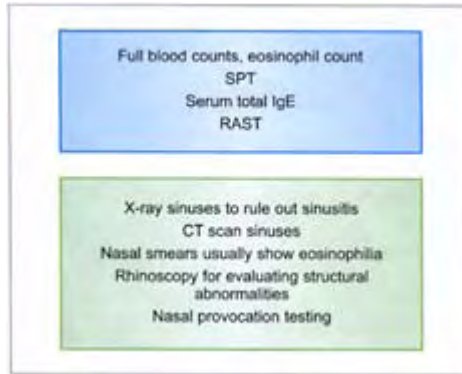 Full blood counts, eosinophil count
SPT
Serum total IgE
RAST
X-ray sinuses to rule out sinusitis
CT scan sinuses
Nasal smears usually show eosinophilia
Rhinoscopy for evaluating structural
abnormalities
Nasal provocation testing